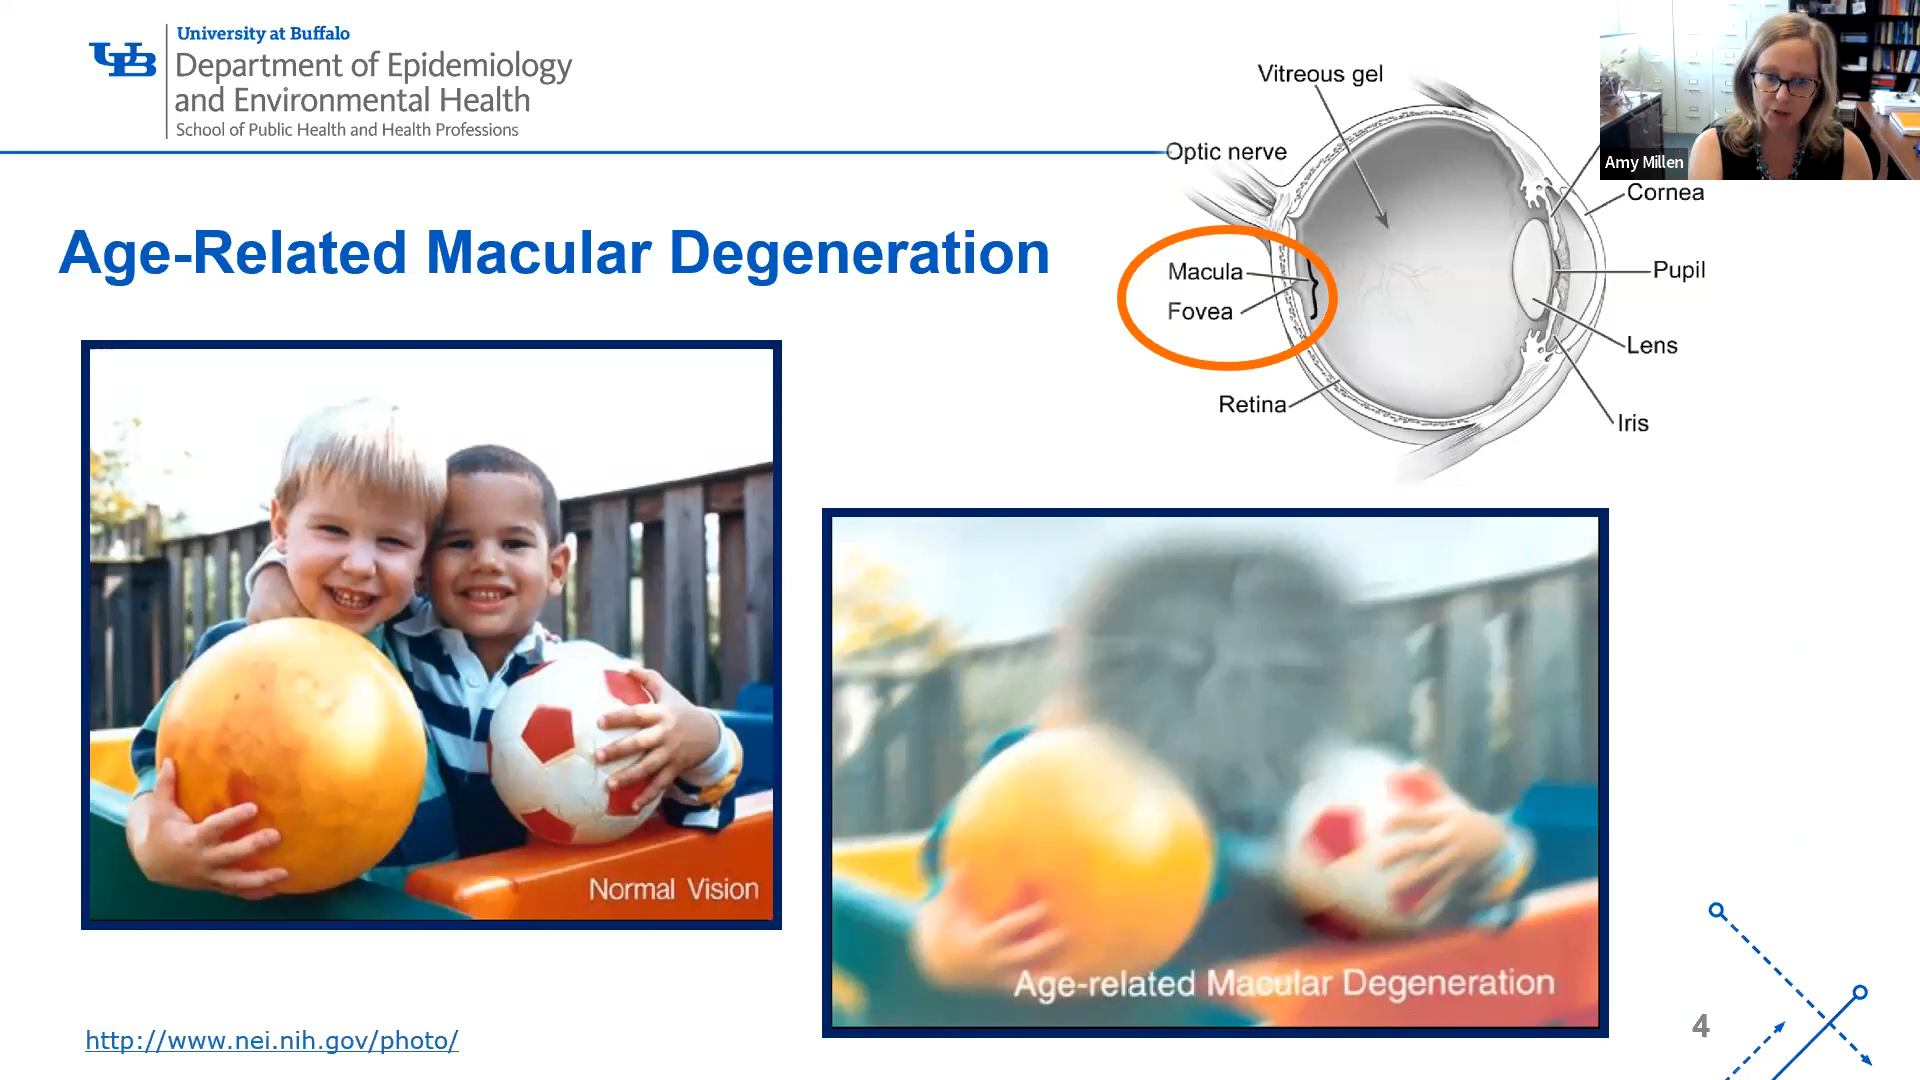 UB
University at Buffalo
Department of Epidemiology
and Environmental Health
School of Public Health and Health Professions
Age-Related Macular Degeneration
Vitreous gel
Optic nerve
Macula
Fovea
Retina
Cornea
Pupil
Lens
Iris
Amy Millen
Normal Vision
Age-related Macular Degeneration
http://www.nei.nih.gov/photo/
4